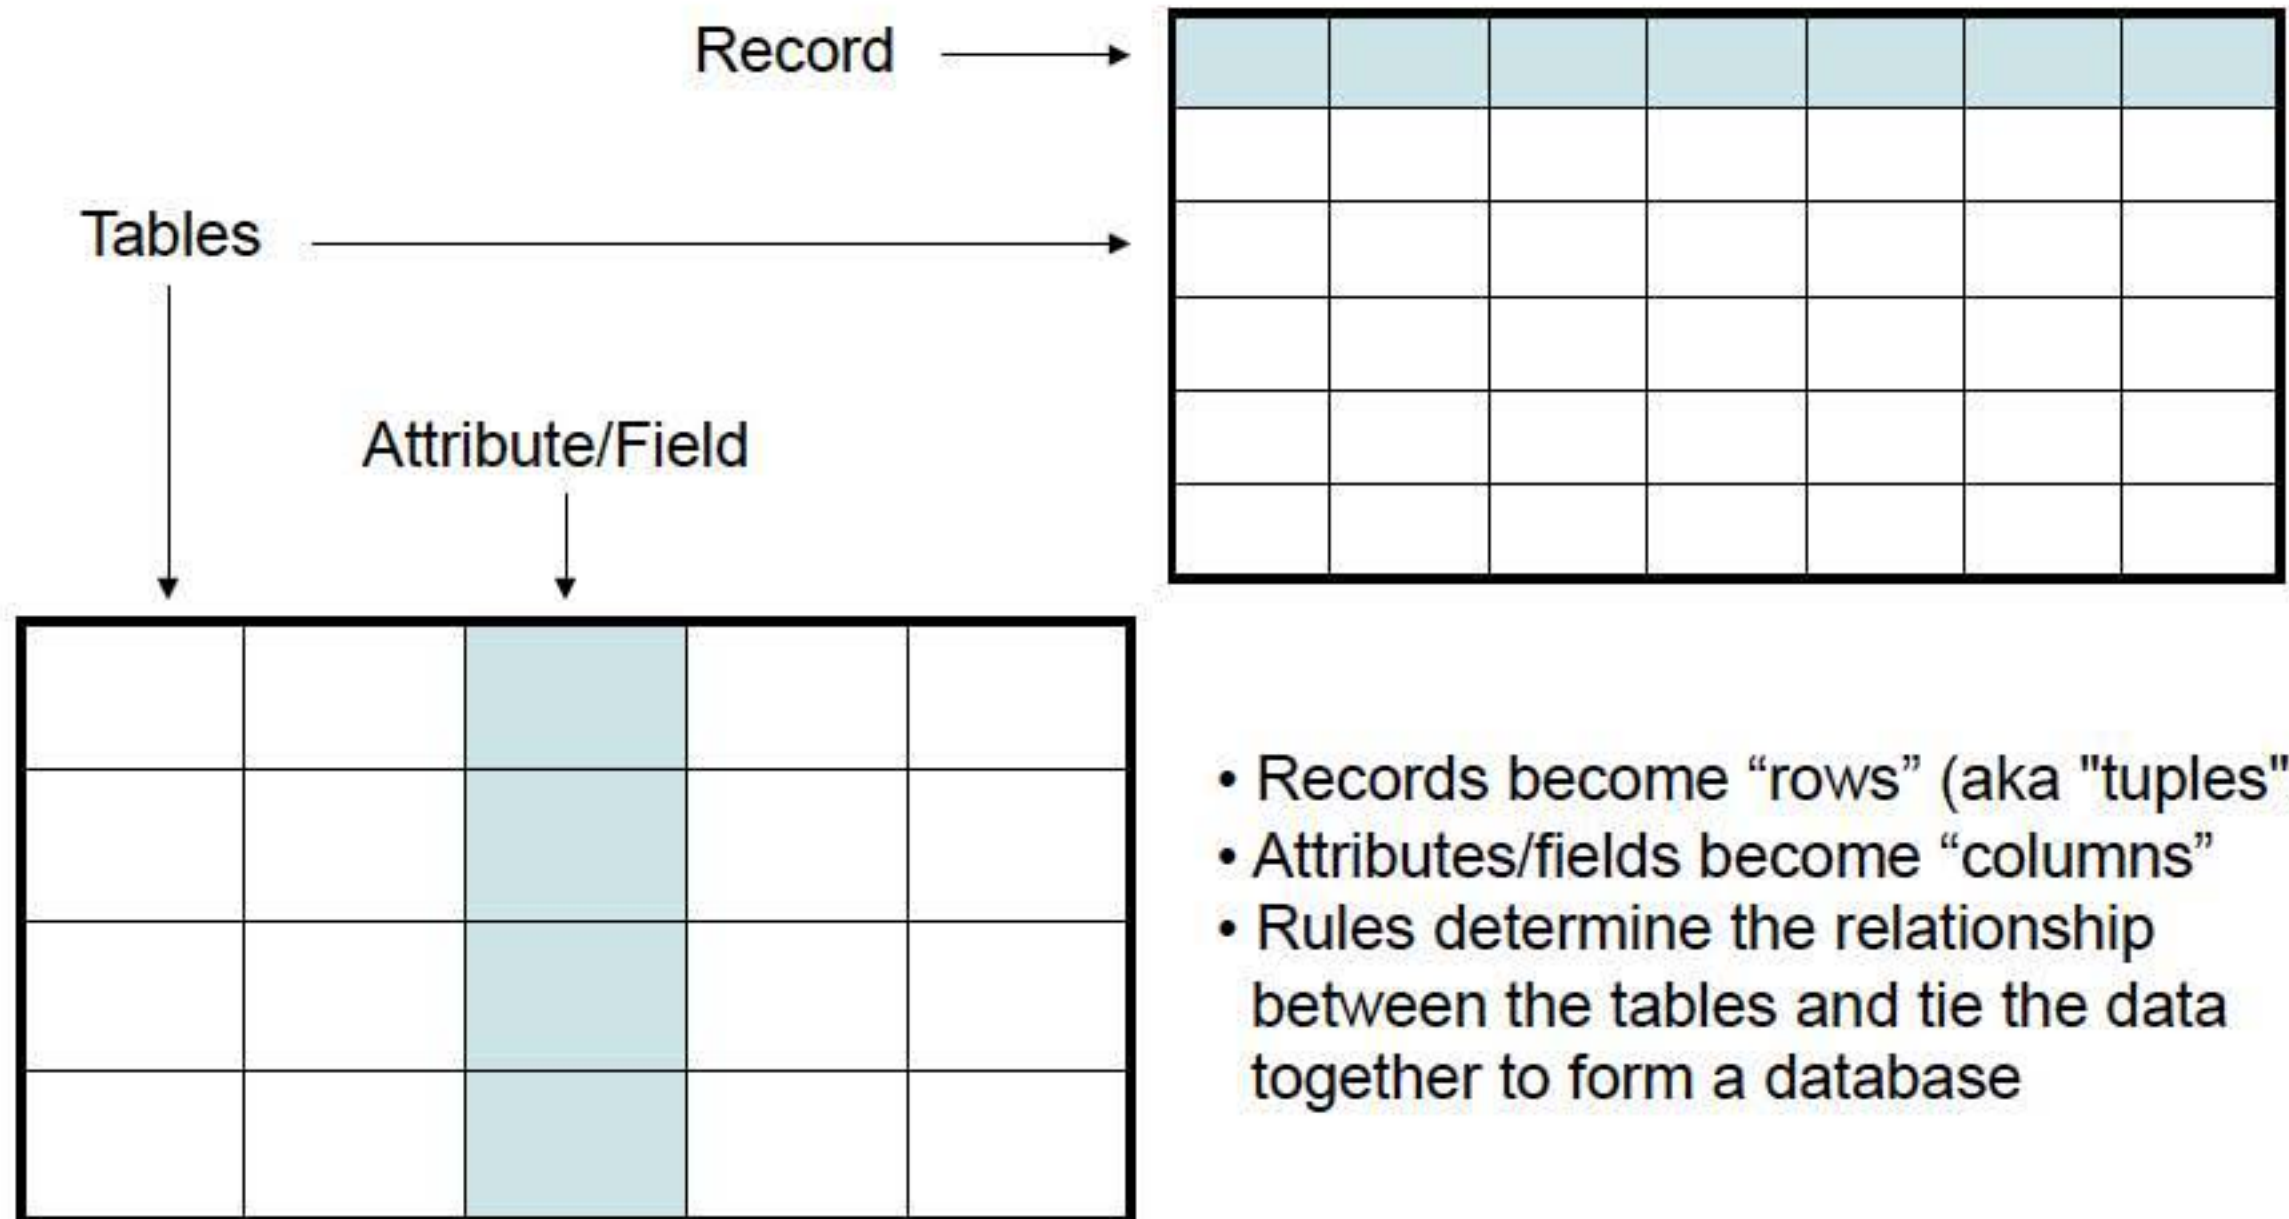 Record
Tables
Attribute/Field
• Records become “rows” (aka "tuples"
• Attributes/fields become “columns”
• Rules determine the relationship
between the tables and tie the data
together to form a database